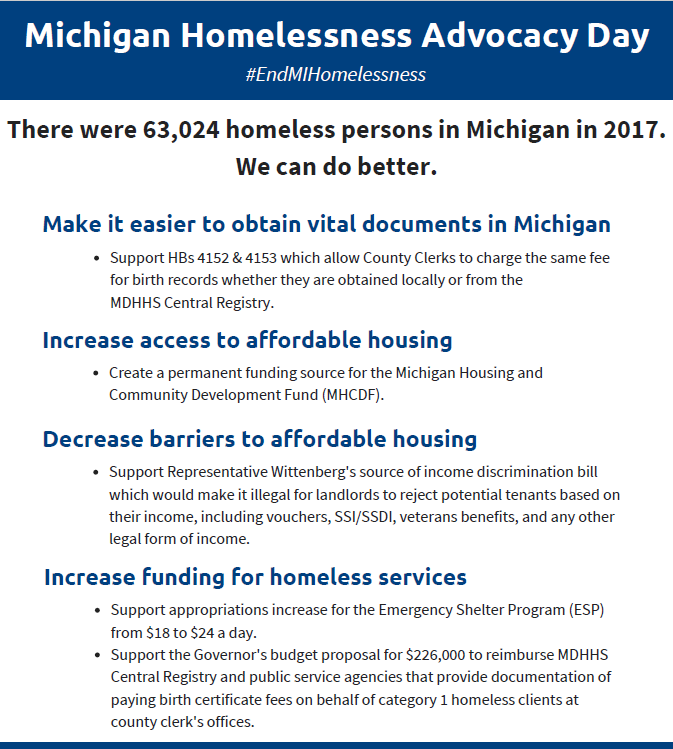 Michigan Homelessness Advocacy Day
#EndMIHomelessness
There were 63,024 homeless persons in Michigan in 2017.
We can do better.
Make it easier to obtain vital documents in Michigan
• Support HBs 4152 & 4153 which allow County Clerks to charge the same fee
for birth records whether they are obtained locally or from the
MDHHS Central Registry.
Increase access to affordable housing
• Create a permanent funding source for the Michigan Housing and
Community Development Fund (MHCDF).
Decrease barriers to affordable housing
• Support Representative Wittenberg's source of income discrimination bill
which would make it illegal for landlords to reject potential tenants based on
their income, including vouchers, SSI/SSDI, veterans benefits, and any other
legal form of income.
Increase funding for homeless services
• Support appropriations increase for the Emergency Shelter Program (ESP)
from $18 to $24 a day.
• Support the Governor's budget proposal for $226,000 to reimburse MDHHS
Central Registry and public service agencies that provide documentation of
paying birth certificate fees on behalf of category 1 homeless clients at
county clerk's offices.